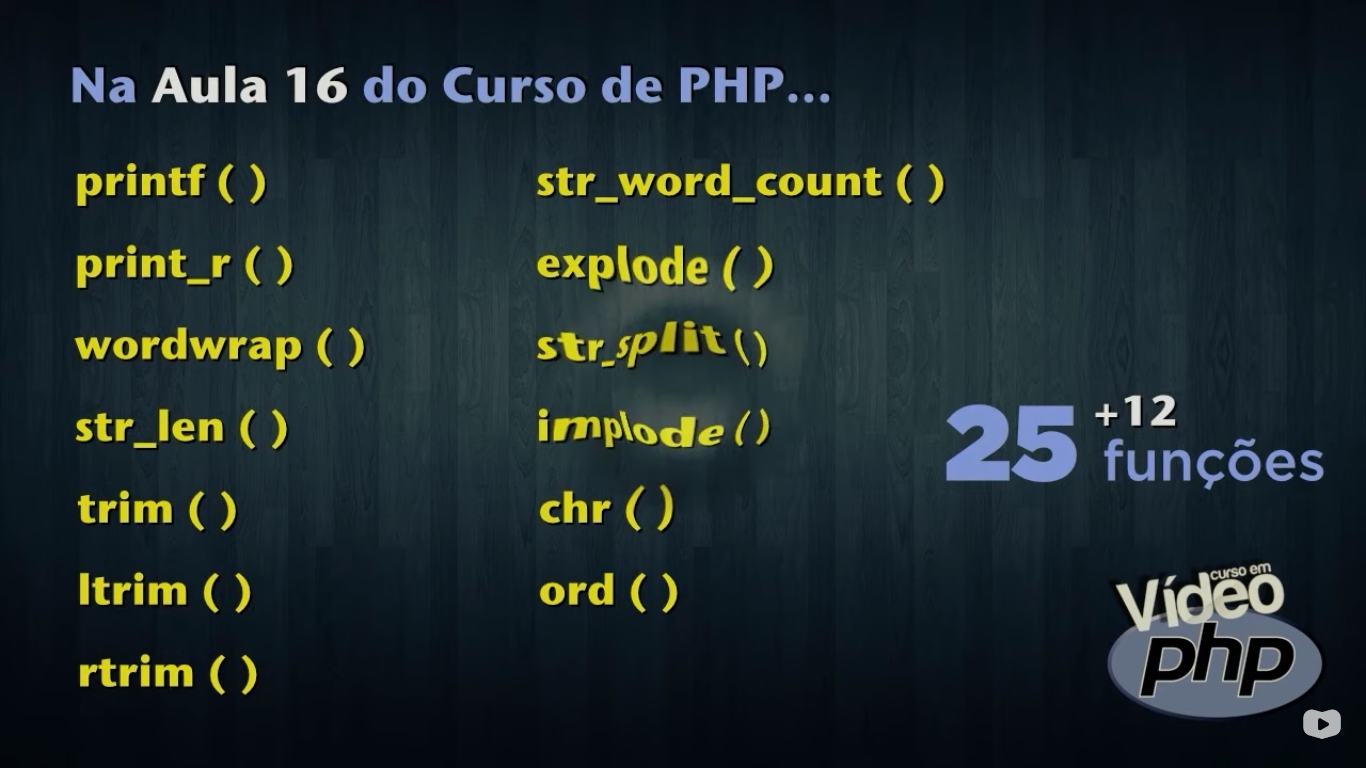 Na Aula 16 do Curso de PHP...
printf ( )
print_r ( )
wordwrap ( )
str_len ( )
trim ( )
ltrim ( )
rtrim ( )
str_word_count ( )
explode ( )
str_split ( )
implode ( )
chr ( )
ord ( )
25 +12
funções
curso em
Vídeo
php